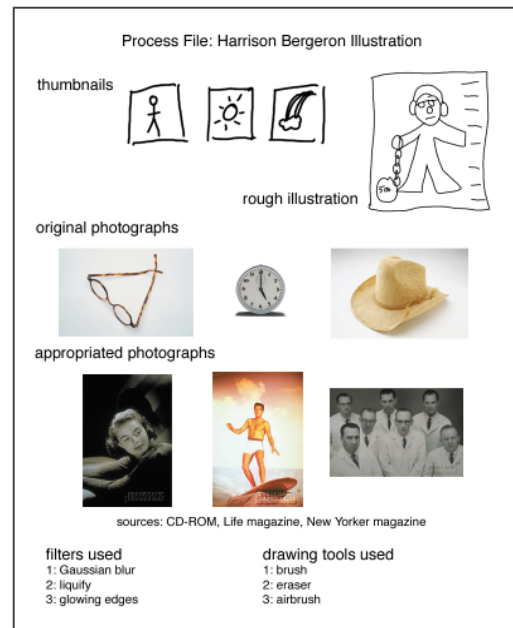 Process File: Harrison Bergeron Illustration
thumbnails
rough illustration
original photographs
appropriated photographs
sources: CD-ROM, Life magazine, New Yorker magazine
filters used
1: Gaussian blur
2: liquify
3: glowing edges
drawing tools used
1: brush
2: eraser
3: airbrush